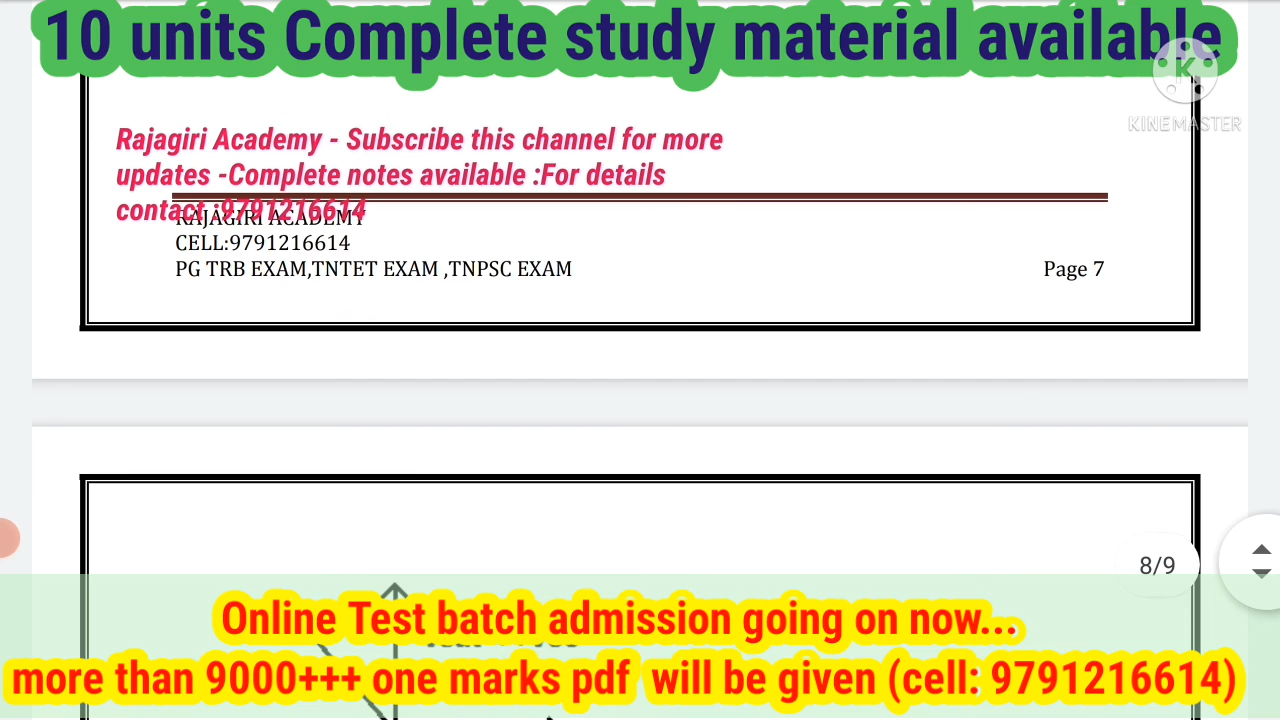 10 units Complete study material available
K
KINEMASTER
Rajagiri Academy - Subscribe this channel for more
updates -Complete notes available :For details
contact :9791216614
RAJAGIRI ACADEMY
CELL:9791216614
PG TRB EXAM,TNTET EXAM ,TNPSC EXAM
Page 7
8/9
Online Test batch admission going on now...
more than 9000+++ one marks pdf will be given (cell: 9791216614)